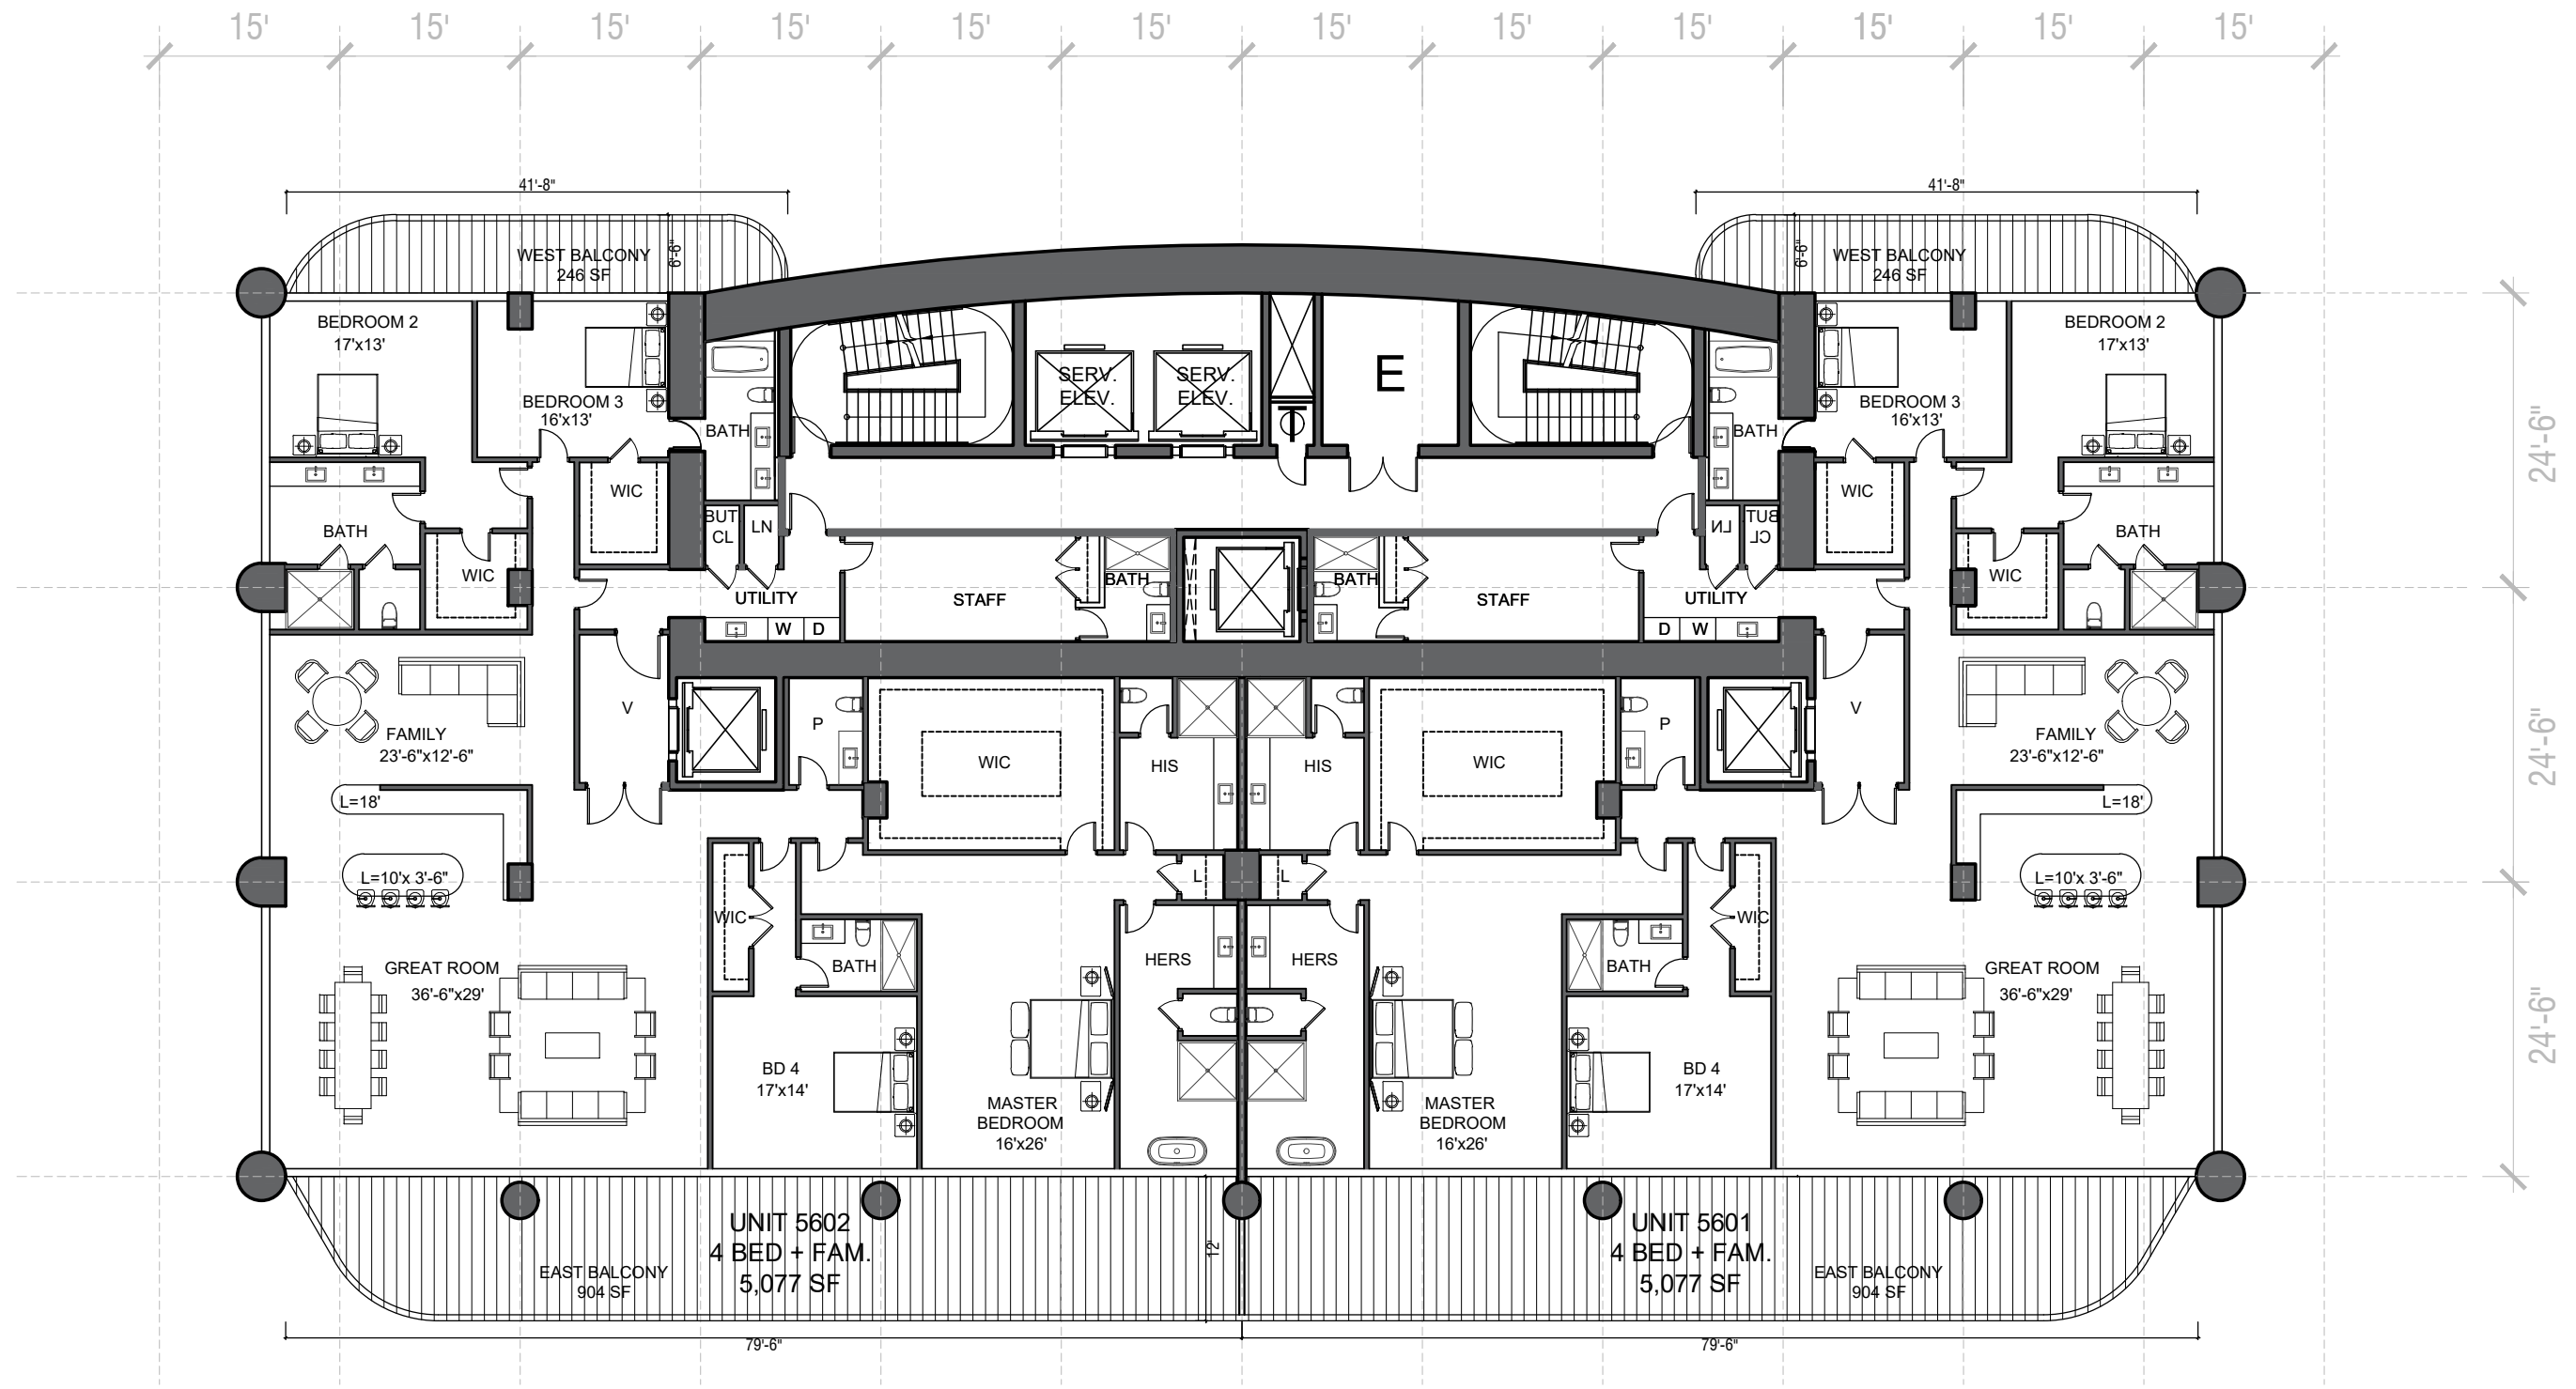 15' 15' 15' 15' 15' 15' 15' 15' 15' 15' 15' 15'
41'-8" 41'-8"
WEST BALCONY
246 SF
6'-6"
6'-6"
WEST BALCONY
246 SF
24'-6"
24'-6"
24'-6"
BEDROOM 2
17'x13'
BEDROOM 3
16'x13'
BATH
SERV.
ELEV.
SERV.
ELEV.
T
E
BATH
BEDROOM 3
16'x13'
BEDROOM 2
17'x13'
BATH
WIC
WIC
BUT
CL
LN
UTILITY
W D
STAFF
BATH
BATH
STAFF
LN
BUT
CL
UTILITY
D W
WIC
WIC
BATH
FAMILY
23'-6"x12'-6"
V
P
WIC
HIS
HIS
WIC
P
V
FAMILY
23'-6"x12'-6"
L=18'
L=10'x 3'-6"
L
L
L=18'
L=10'x 3'-6"
GREAT ROOM
36'-6"x29'
WIC
BATH
HERS
HERS
BATH
WIC
GREAT ROOM
36'-6"x29'
BD 4
17'x14'
MASTER
BEDROOM
16'x26'
MASTER
BEDROOM
16'x26'
BD 4
17'x14'
UNIT 5602
4 BED + FAM.
5,077 SF
EAST BALCONY
904 SF
12'
UNIT 5601
4 BED + FAM.
5,077 SF
EAST BALCONY
904 SF
79'-6" 79'-6"